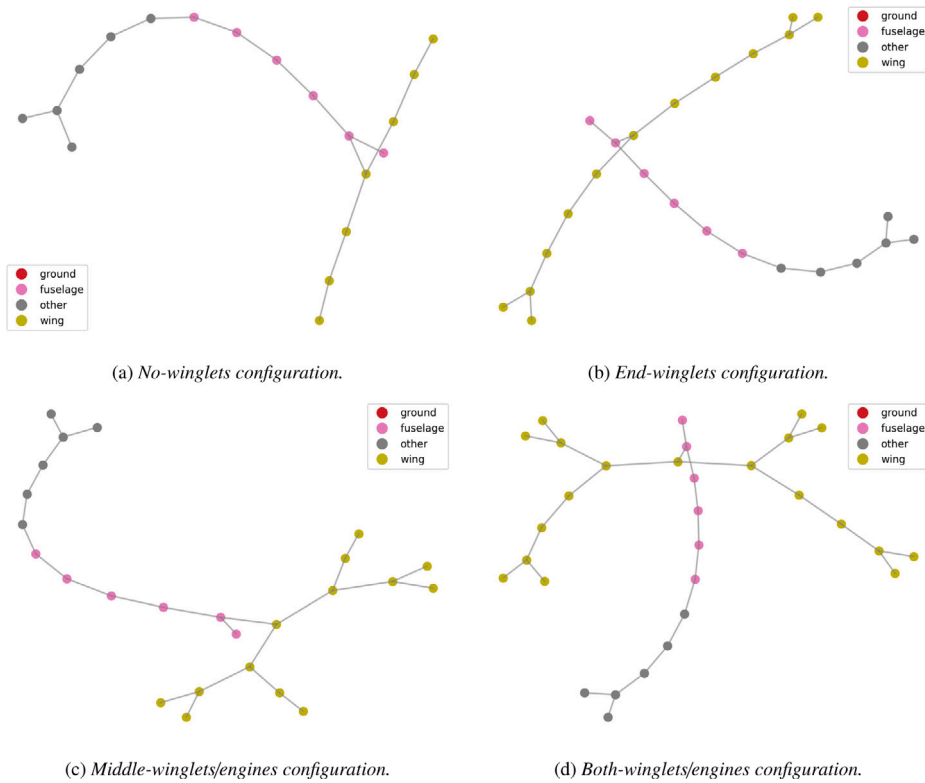 ground
fuselage
other
wing
(a) No-winglets configuration.
ground
fuselage
other
wing
(b) End-winglets configuration.
ground
fuselage
other
wing
(c) Middle-winglets/engines configuration.
ground
fuselage
other
wing
(d) Both-winglets/engines configuration.